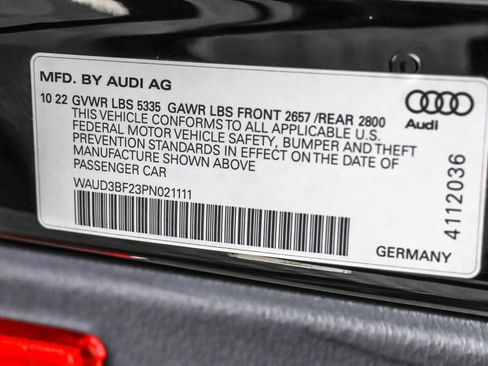 MFD. BY AUDI AG
10 22 GVWR LBS 5335 GAWR LBS FRONT 2657 /REAR 2800
THIS VEHICLE CONFORMS TO ALL APPLICABLE U.S.
FEDERAL MOTOR VEHICLE SAFETY, BUMPER AND THEFT
PREVENTION STANDARDS IN EFFECT ON THE DATE OF
MANUFACTURE SHOWN ABOVE
PASSENGER CAR
WAUD3BF23PN021111
Audi
4112036
GERMANY